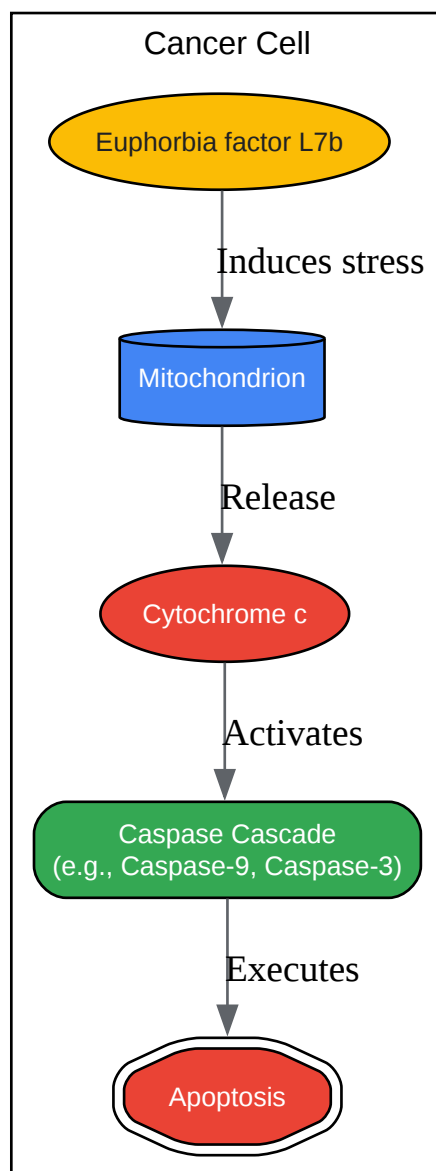 Cancer Cell
Euphorbia factor L7b
Induces stress
Mitochondrion
Release
Cytochrome c
Activates
Caspase Cascade
(e.g., Caspase-9, Caspase-3)
Executes
Apoptosis